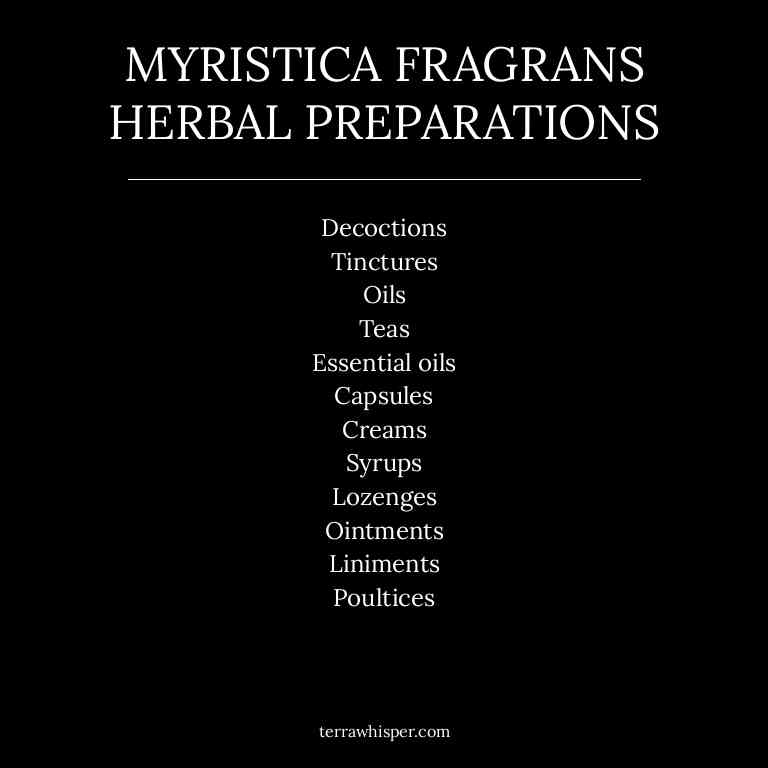 MYRISTICA FRAGRANS
HERBAL PREPARATIONS
Decoctions
Tinctures
Oils
Teas
Essential oils
Capsules
Creams
Syrups
Lozenges
Ointments
Liniments
Poultices
terrawhisper.com